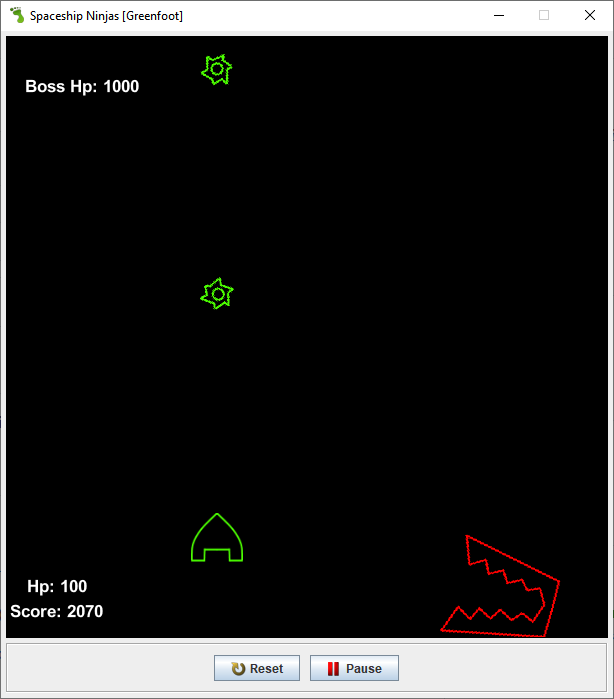 Spaceship Ninjas [Greenfoot]
Boss Hp: 1000
Hp: 100
Score: 2070
Reset
Pause